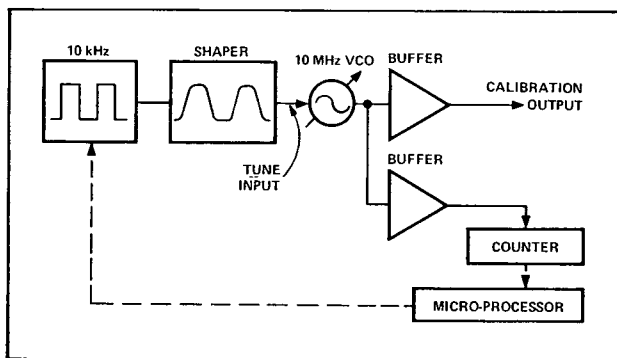 10 kHz
SHAPER
10 MHz VCO
BUFFER
CALIBRATION
OUTPUT
TUNE
INPUT
BUFFER
COUNTER
MICRO-PROCESSOR